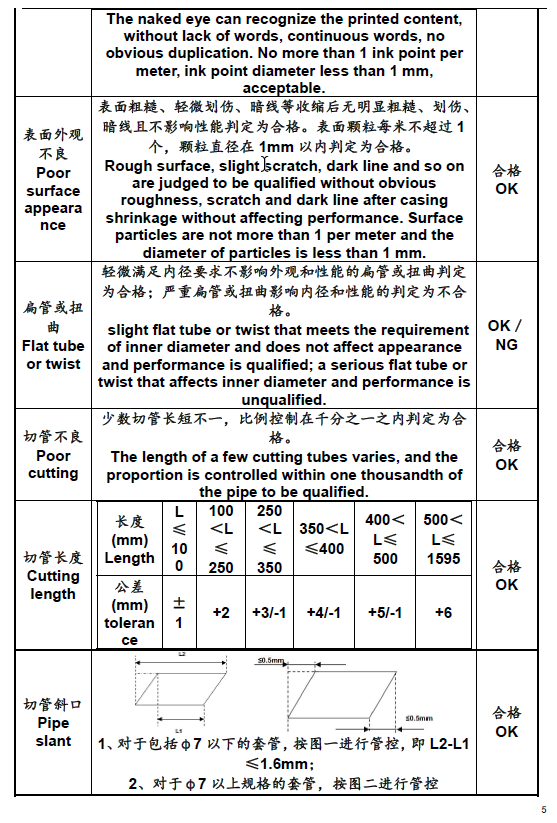 The naked eye can recognize the printed content,
without lack of words, continuous words, no
obvious duplication. No more than 1 ink point per
meter, ink point diameter less than 1 mm,
acceptable.
表面外观
不良
Poor
surface
appeara
nce
表面粗糙、轻微划伤、暗线等收缩后无明显粗糙、划伤、
暗线且不影响性能判定为合格。表面颗粒每米不超过 1
个，颗粒直径在 1mm 以内判定为合格。
Rough surface, slight scratch, dark line and so on
are judged to be qualified without obvious
roughness, scratch and dark line after casing
shrinkage without affecting performance. Surface
particles are not more than 1 per meter and the
diameter of particles is less than 1 mm.
合格
OK
扁管或扭
曲
Flat tube
or twist
轻微满足内径要求不影响外观和性能的扁管或扭曲判定
为合格；严重扁管或扭曲影响内径和性能的判定为不合
格。
slight flat tube or twist that meets the requirement
of inner diameter and does not affect appearance
and performance is qualified; a serious flat tube or
twist that affects inner diameter and performance is
unqualified.
OK /
NG
切管不良
Poor
cutting
少数切管长短不一，比例控制在千分之一之内判定为合
格。
The length of a few cutting tubes varies, and the
proportion is controlled within one thousandth of
the pipe to be qualified.
合格
OK
切管长度
Cutting
length
长度
(mm)
Length
L
≤
10
0
100
＜L
≤
250
250
＜L
≤
350
350＜L
≤400
400＜
L≤
500
500＜
L≤
1595
公差
(mm)
toleran
ce
±
1
+2
+3/-1
+4/-1
+5/-1
+6
合格
OK
切管斜口
Pipe
slant
L2
L1
≤0.5mm
≤0.5mm
1、对于包括φ7 以下的套管，按图一进行管控，即 L2-L1
≤1.6mm；
2、对于φ7 以上规格的套管，按图二进行管控
合格
OK
5